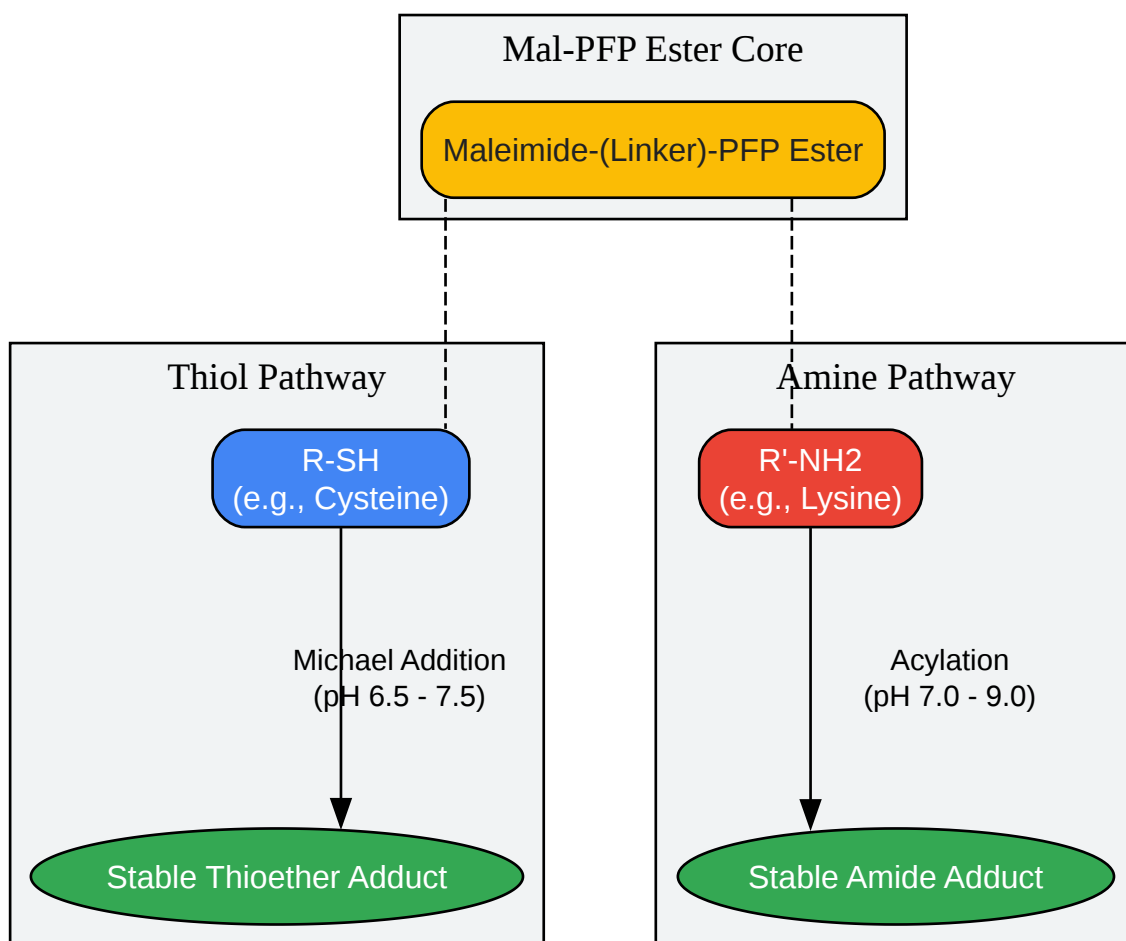 Mal-PFP Ester Core
Maleimide-(Linker)-PFP Ester
Thiol Pathway
R-SH
(e.g., Cysteine)
Michael Addition
(pH 6.5 - 7.5)
Stable Thioether Adduct
Amine Pathway
R'-NH2
(e.g., Lysine)
Acylation
(pH 7.0 - 9.0)
Stable Amide Adduct